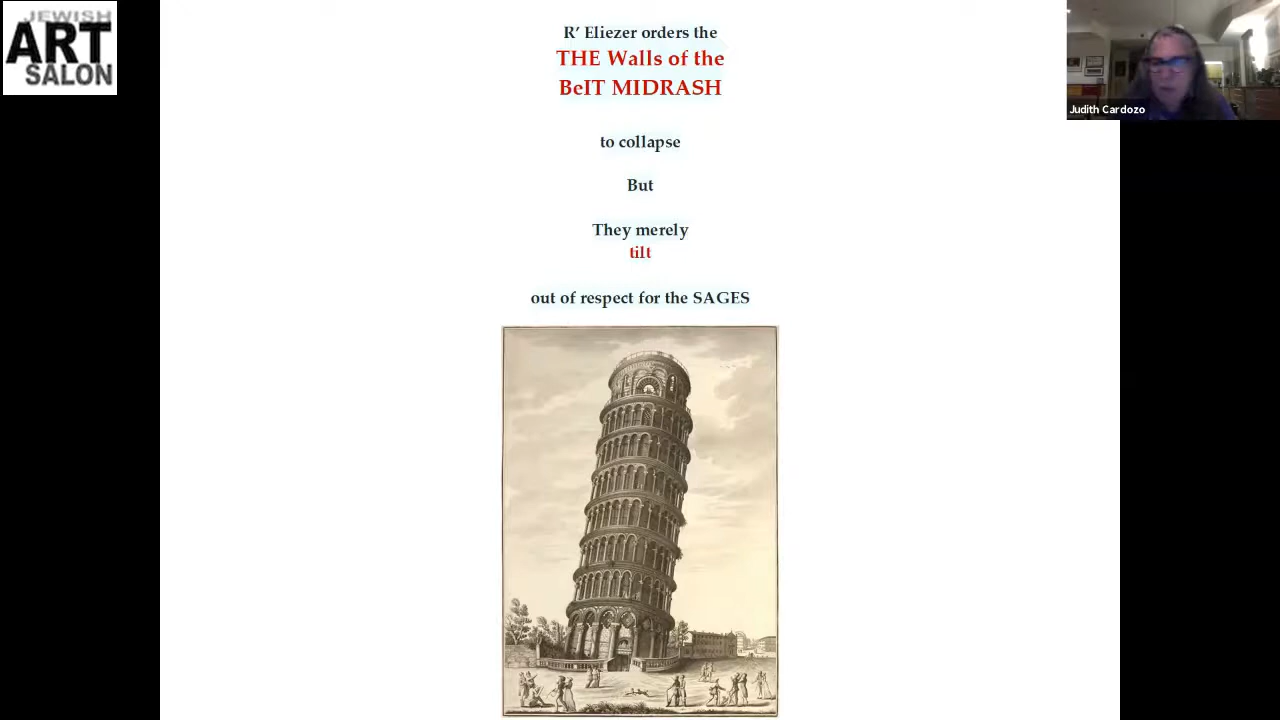 JEWISH
ART
SALON
R’ Eliezer orders the
THE Walls of the
BeIT MIDRASH
to collapse
But
They merely
tilt
out of respect for the SAGES
Judith Cardozo